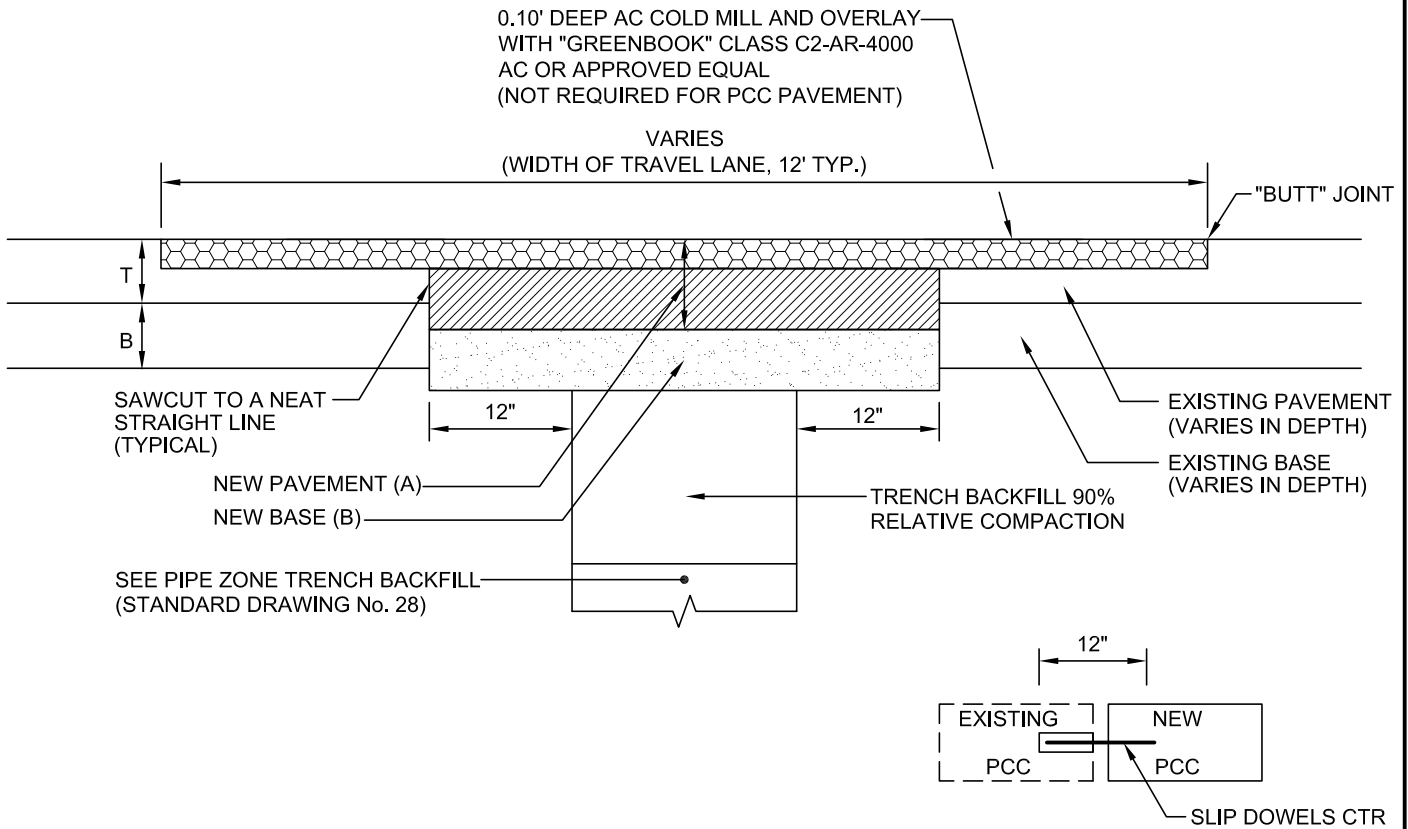 0.10' DEEP AC COLD MILL AND OVERLAY
WITH "GREENBOOK" CLASS C2-AR-4000
AC OR APPROVED EQUAL
(NOT REQUIRED FOR PCC PAVEMENT)
VARIES
(WIDTH OF TRAVEL LANE, 12' TYP.)
"BUTT" JOINT
T
B
SAWCUT TO A NEAT
STRAIGHT LINE
(TYPICAL)
12"
12"
EXISTING PAVEMENT
(VARIES IN DEPTH)
EXISTING BASE
(VARIES IN DEPTH)
NEW PAVEMENT (A)
NEW BASE (B)
TRENCH BACKFILL 90%
RELATIVE COMPACTION
SEE PIPE ZONE TRENCH BACKFILL
(STANDARD DRAWING No. 28)
12"
EXISTING
PCC
NEW
PCC
SLIP DOWELS CTR